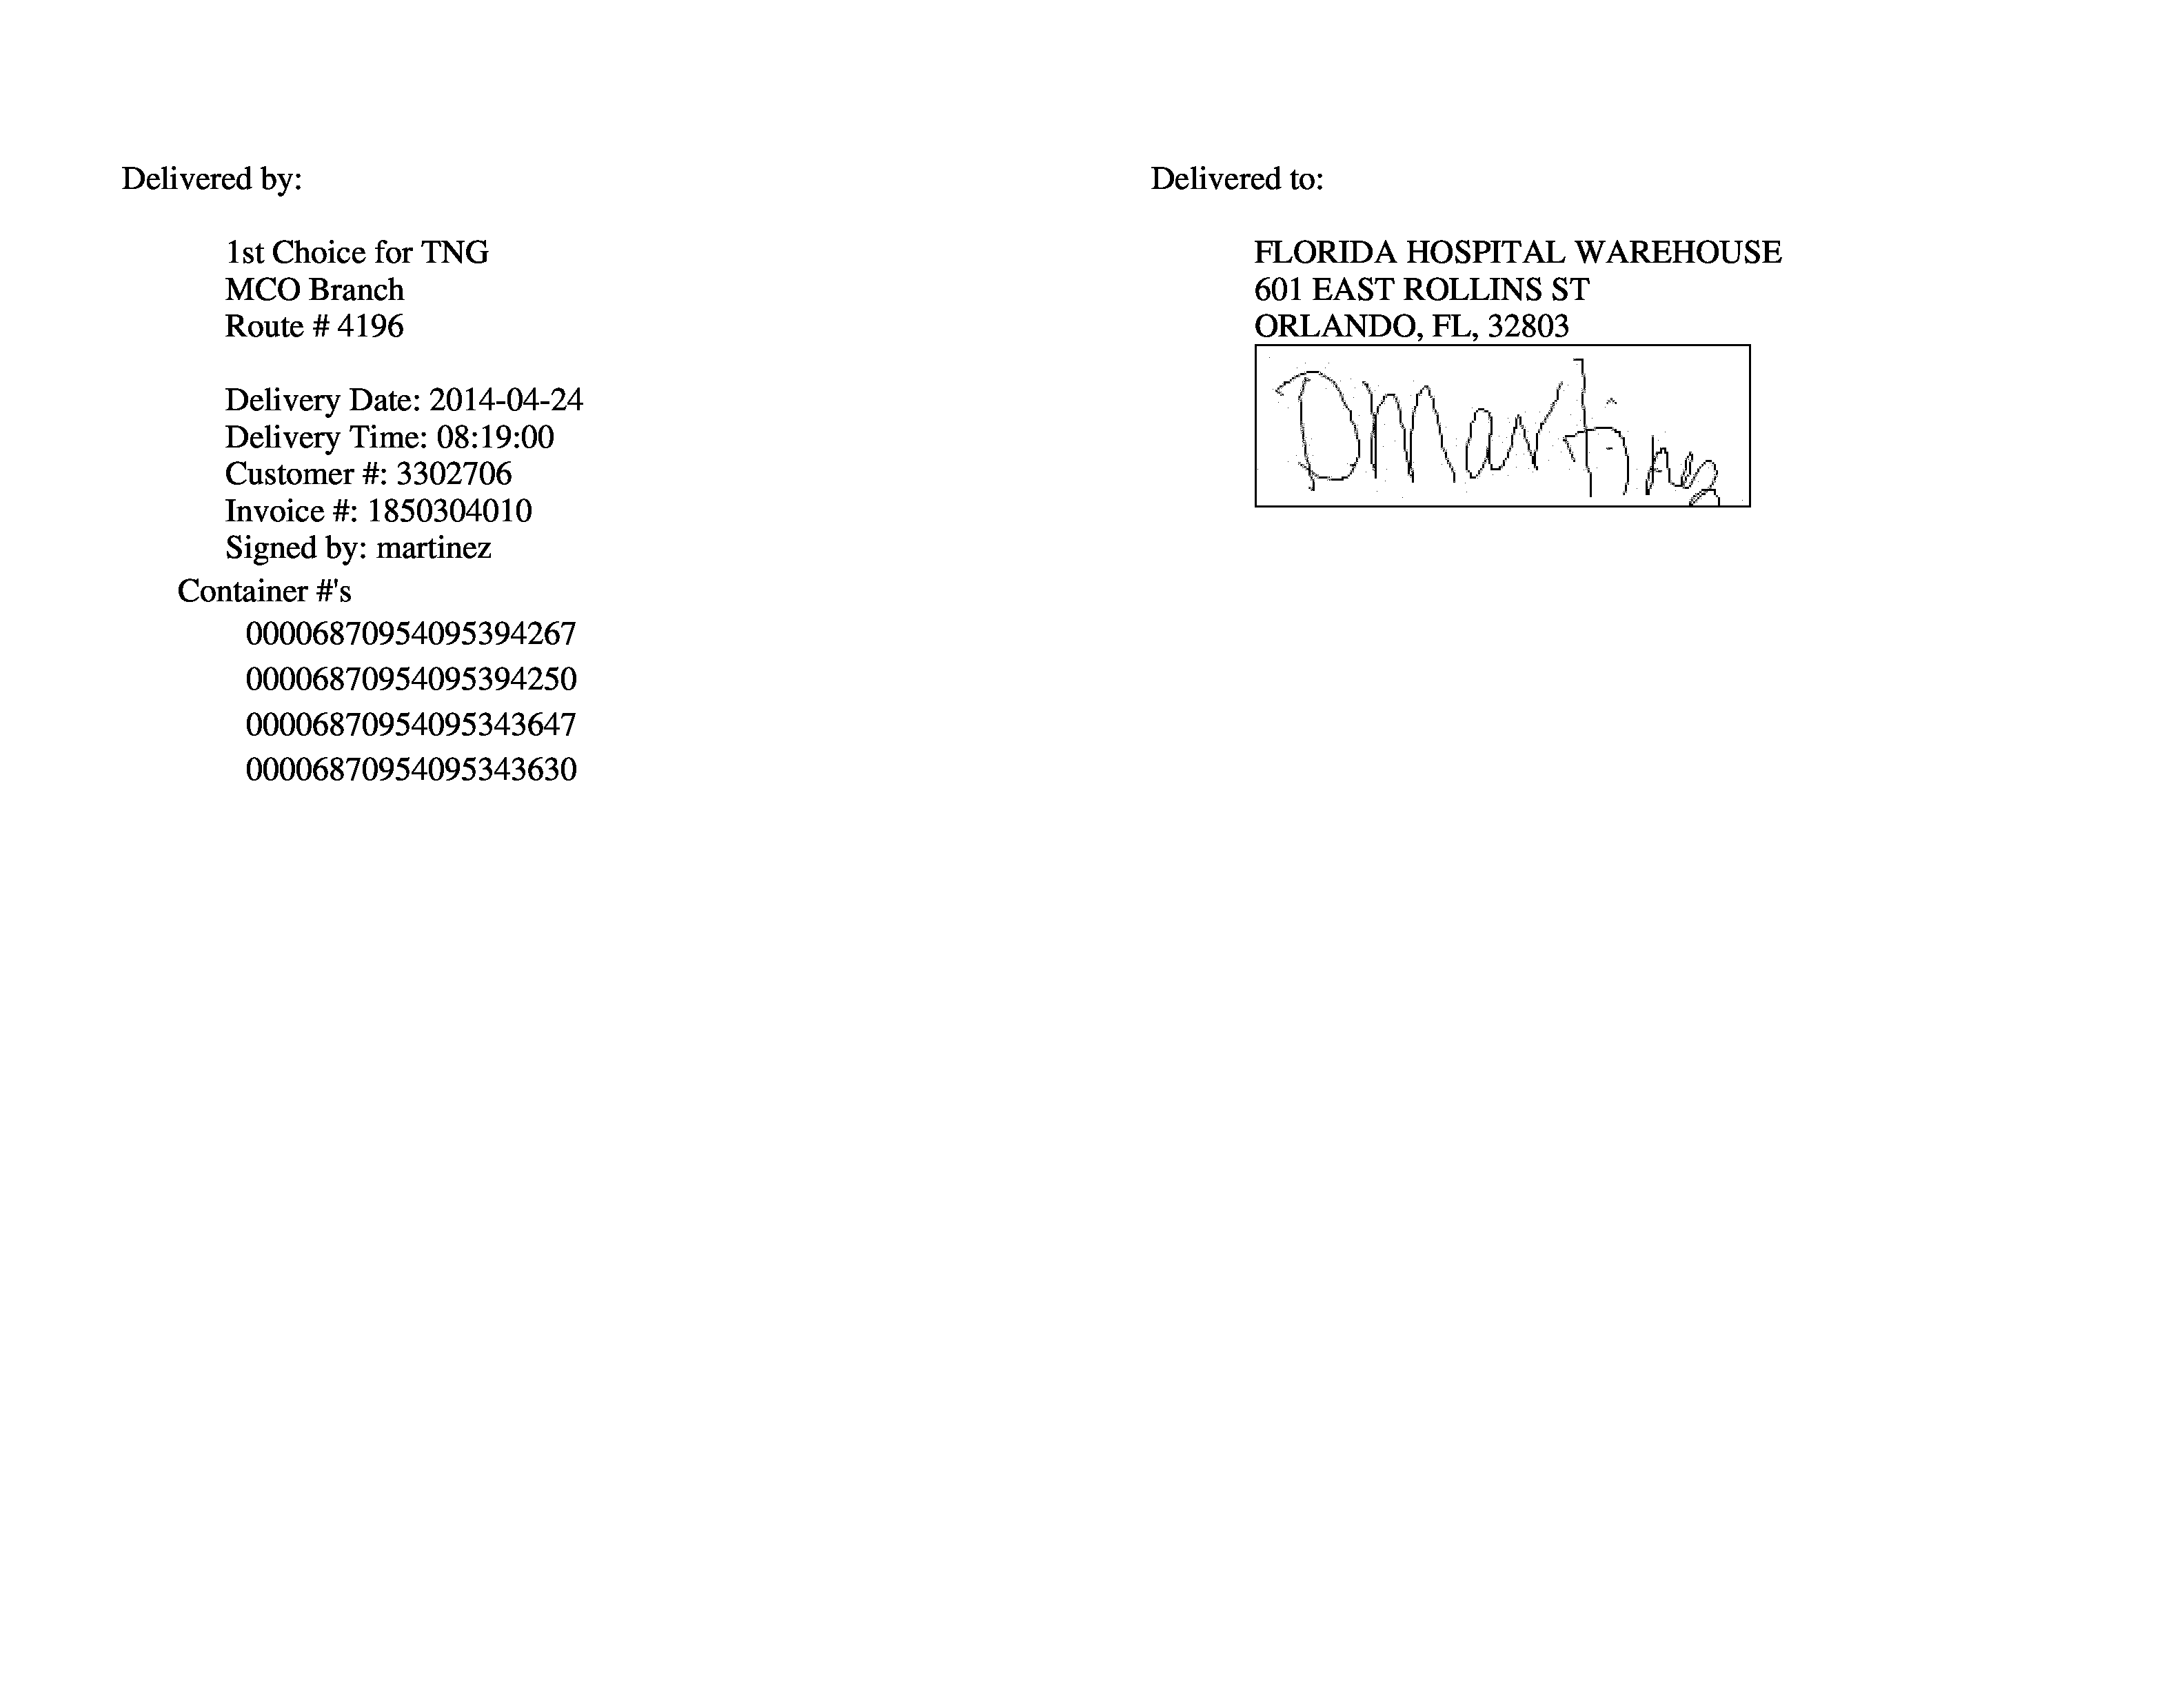 Delivered by:
1st Choice for TNG
MCO Branch
Route # 4196
Delivery Date: 2014-04-24
Delivery Time: 08:19:00
Customer #: 3302706
Invoice #: 1850304010
Signed by: martinez
Container #'s
00006870954095394267
00006870954095394250
00006870954095343647
00006870954095343630
Delivered to:
FLORIDA HOSPITAL WAREHOUSE
601 EAST ROLLINS ST
ORLANDO, FL, 32803
D Martinez